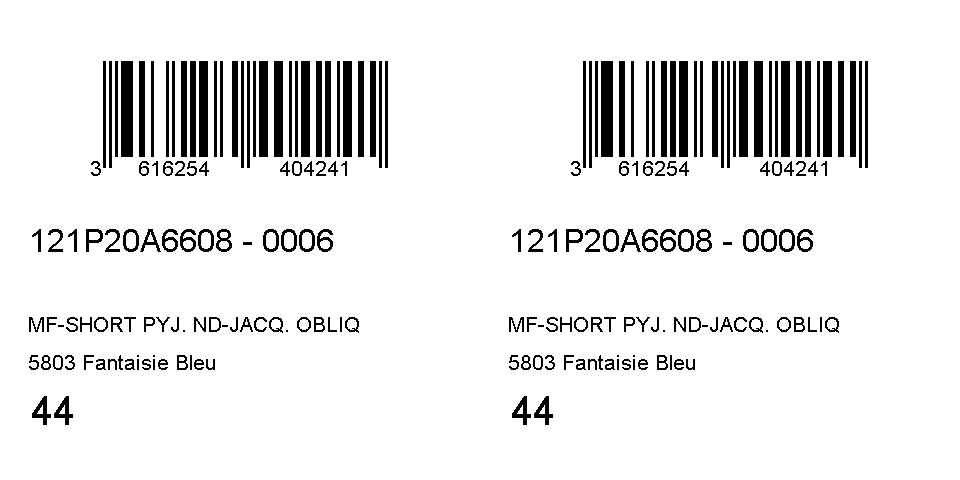 3 616254 404241
121P20A6608 - 0006
MF-SHORT PYJ. ND-JACQ. OBLIQ
5803 Fantaisie Bleu
44
3 616254 404241
121P20A6608 - 0006
MF-SHORT PYJ. ND-JACQ. OBLIQ
5803 Fantaisie Bleu
44